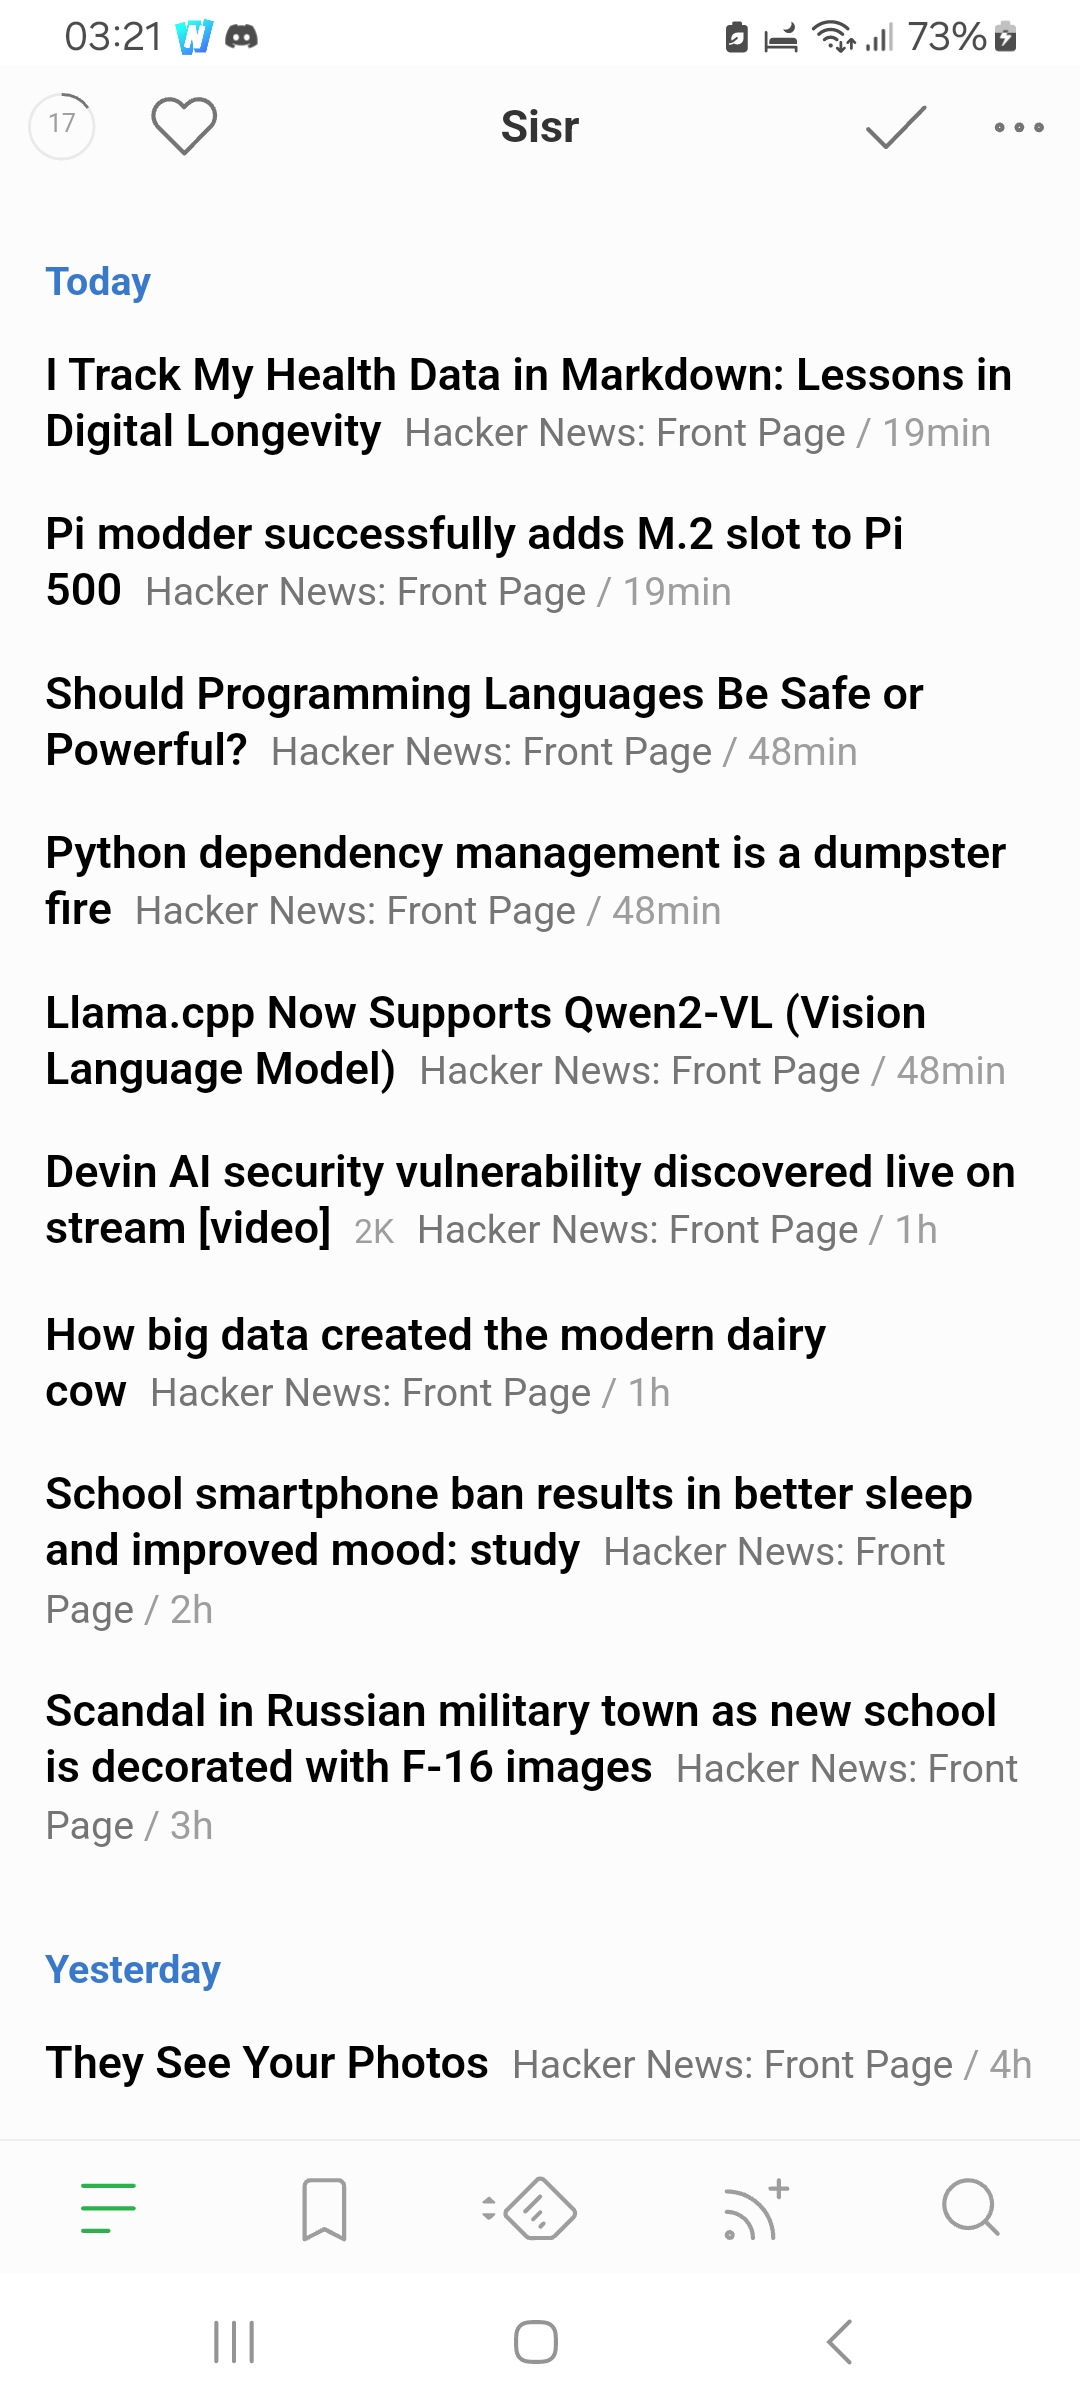 03:21
73%
17
Sisr
Today
I Track My Health Data in Markdown: Lessons in
Digital Longevity Hacker News: Front Page / 19min
Pi modder successfully adds M.2 slot to Pi
500 Hacker News: Front Page / 19min
Should Programming Languages Be Safe or
Powerful? Hacker News: Front Page / 48min
Python dependency management is a dumpster
fire Hacker News: Front Page / 48min
Llama.cpp Now Supports Qwen2-VL (Vision
Language Model) Hacker News: Front Page / 48min
Devin AI security vulnerability discovered live on
stream [video] 2K Hacker News: Front Page / 1h
How big data created the modern dairy
cow Hacker News: Front Page / 1h
School smartphone ban results in better sleep
and improved mood: study Hacker News: Front
Page / 2h
Scandal in Russian military town as new school
is decorated with F-16 images Hacker News: Front
Page / 3h
Yesterday
They See Your Photos Hacker News: Front Page / 4h